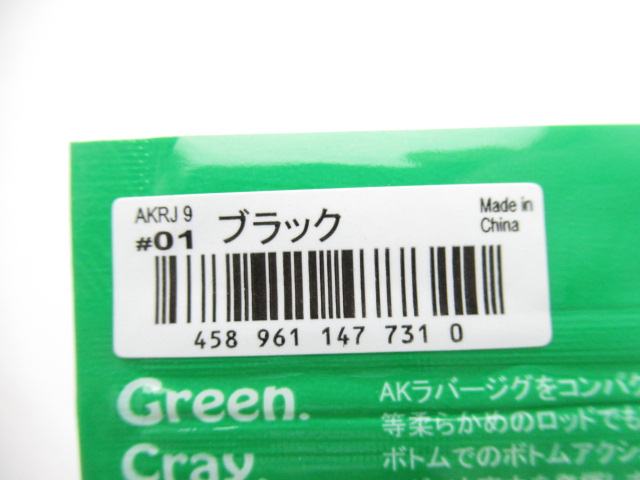 AKRJ 9
Made in
China
#01 ブラック
458 961 147 731 0
Green.
Cray
AKラバージグをコンパ
等柔らかめのロッドでも
ボトムでのボトムアクシ